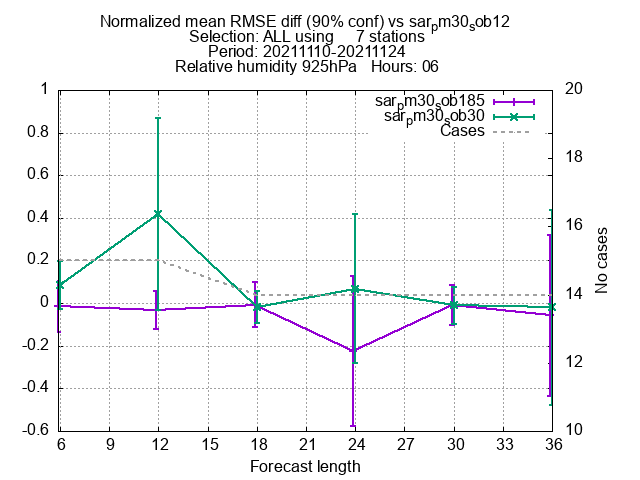 Normalized mean RMSE diff (90% conf) vs sarpm30sob12
Selection: ALL using 7 stations
Period: 20211110-20211124
Relative humidity 925hPa Hours: 06
1 20
sarpm30sob185
sarpm30sob30
Cases
0.8 18
0.6
0.4 16
0.2
0 14
-0.2 12
-0.4
-0.6 10
No cases
6 9 12 15 18 21 24 27 30 33 36
Forecast length